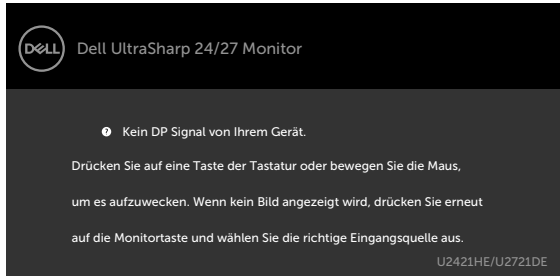 DELL
Dell UltraSharp 24/27 Monitor
? Kein DP Signal von Ihrem Gerät.
Drücken Sie auf eine Taste der Tastatur oder bewegen Sie die Maus,
um es aufzuwecken. Wenn kein Bild angezeigt wird, drücken Sie erneut
auf die Monitortaste und wählen Sie die richtige Eingangsquelle aus.
U2421HE/U2721DE